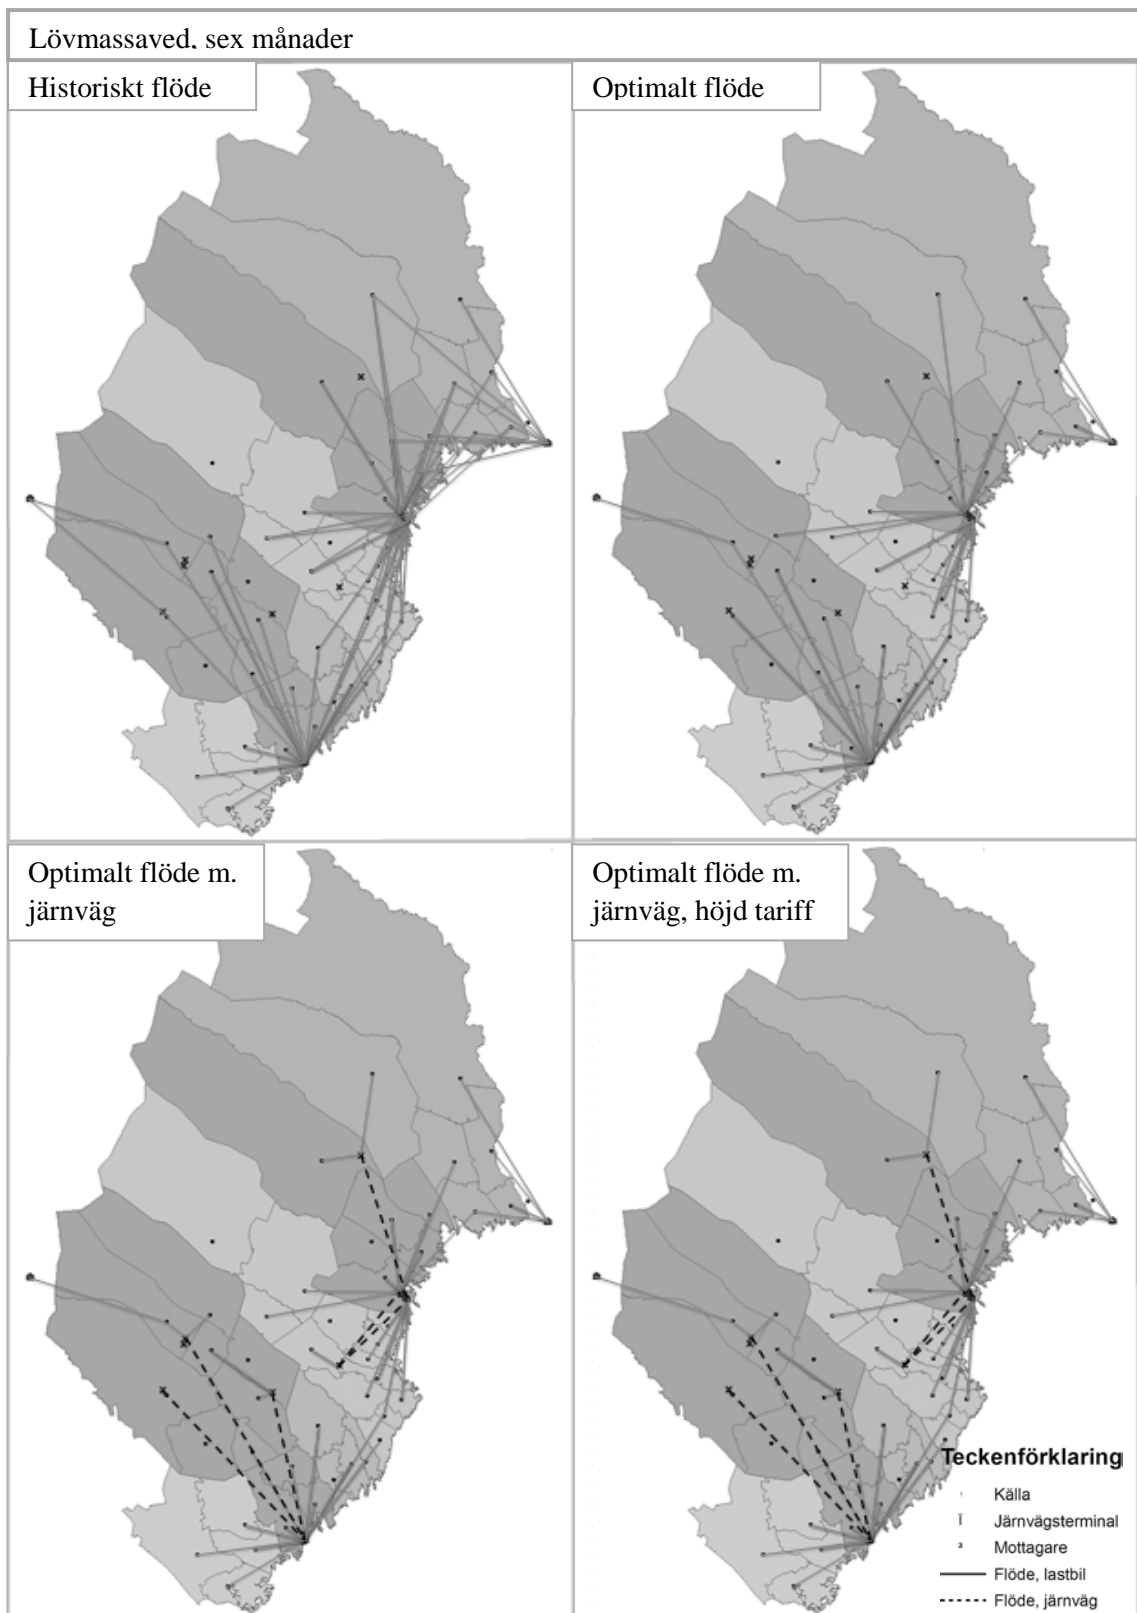 Lövmassaved, sex månader
Historiskt flöde
Optimalt flöde
Optimalt flöde m.
järnväg
Optimalt flöde m.
järnväg, höjd tariff
Teckenförklaring
Källa
Järnvägsterminal
Mottagare
Flöde, lastbil
Flöde, järnväg